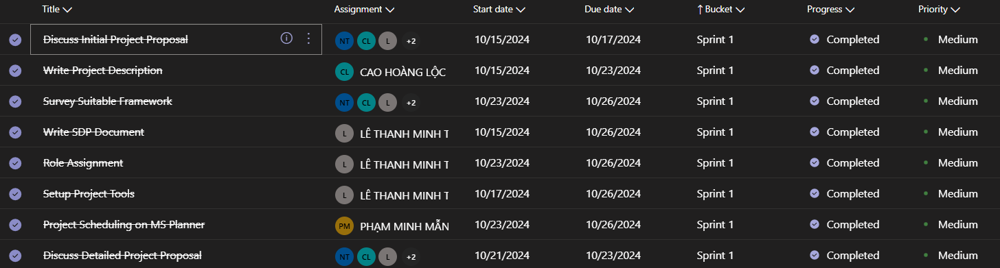 Title Assignment Start date Due date Bucket Progress Priority
Discuss Initial Project Proposal NT CL L +2 10/15/2024 10/17/2024 Sprint 1 Completed Medium
Write Project Description CL CAO HOÀNG LỘC 10/15/2024 10/23/2024 Sprint 1 Completed Medium
Survey Suitable Framework NT CL L +2 10/23/2024 10/26/2024 Sprint 1 Completed Medium
Write SDP Document L LÊ THANH MINH T 10/15/2024 10/26/2024 Sprint 1 Completed Medium
Role Assignment L LÊ THANH MINH T 10/23/2024 10/26/2024 Sprint 1 Completed Medium
Setup Project Tools L LÊ THANH MINH T 10/17/2024 10/26/2024 Sprint 1 Completed Medium
Project Scheduling on MS Planner PM PHẠM MINH MẪN 10/23/2024 10/26/2024 Sprint 1 Completed Medium
Discuss Detailed Project Proposal NT CL L +2 10/21/2024 10/23/2024 Sprint 1 Completed Medium